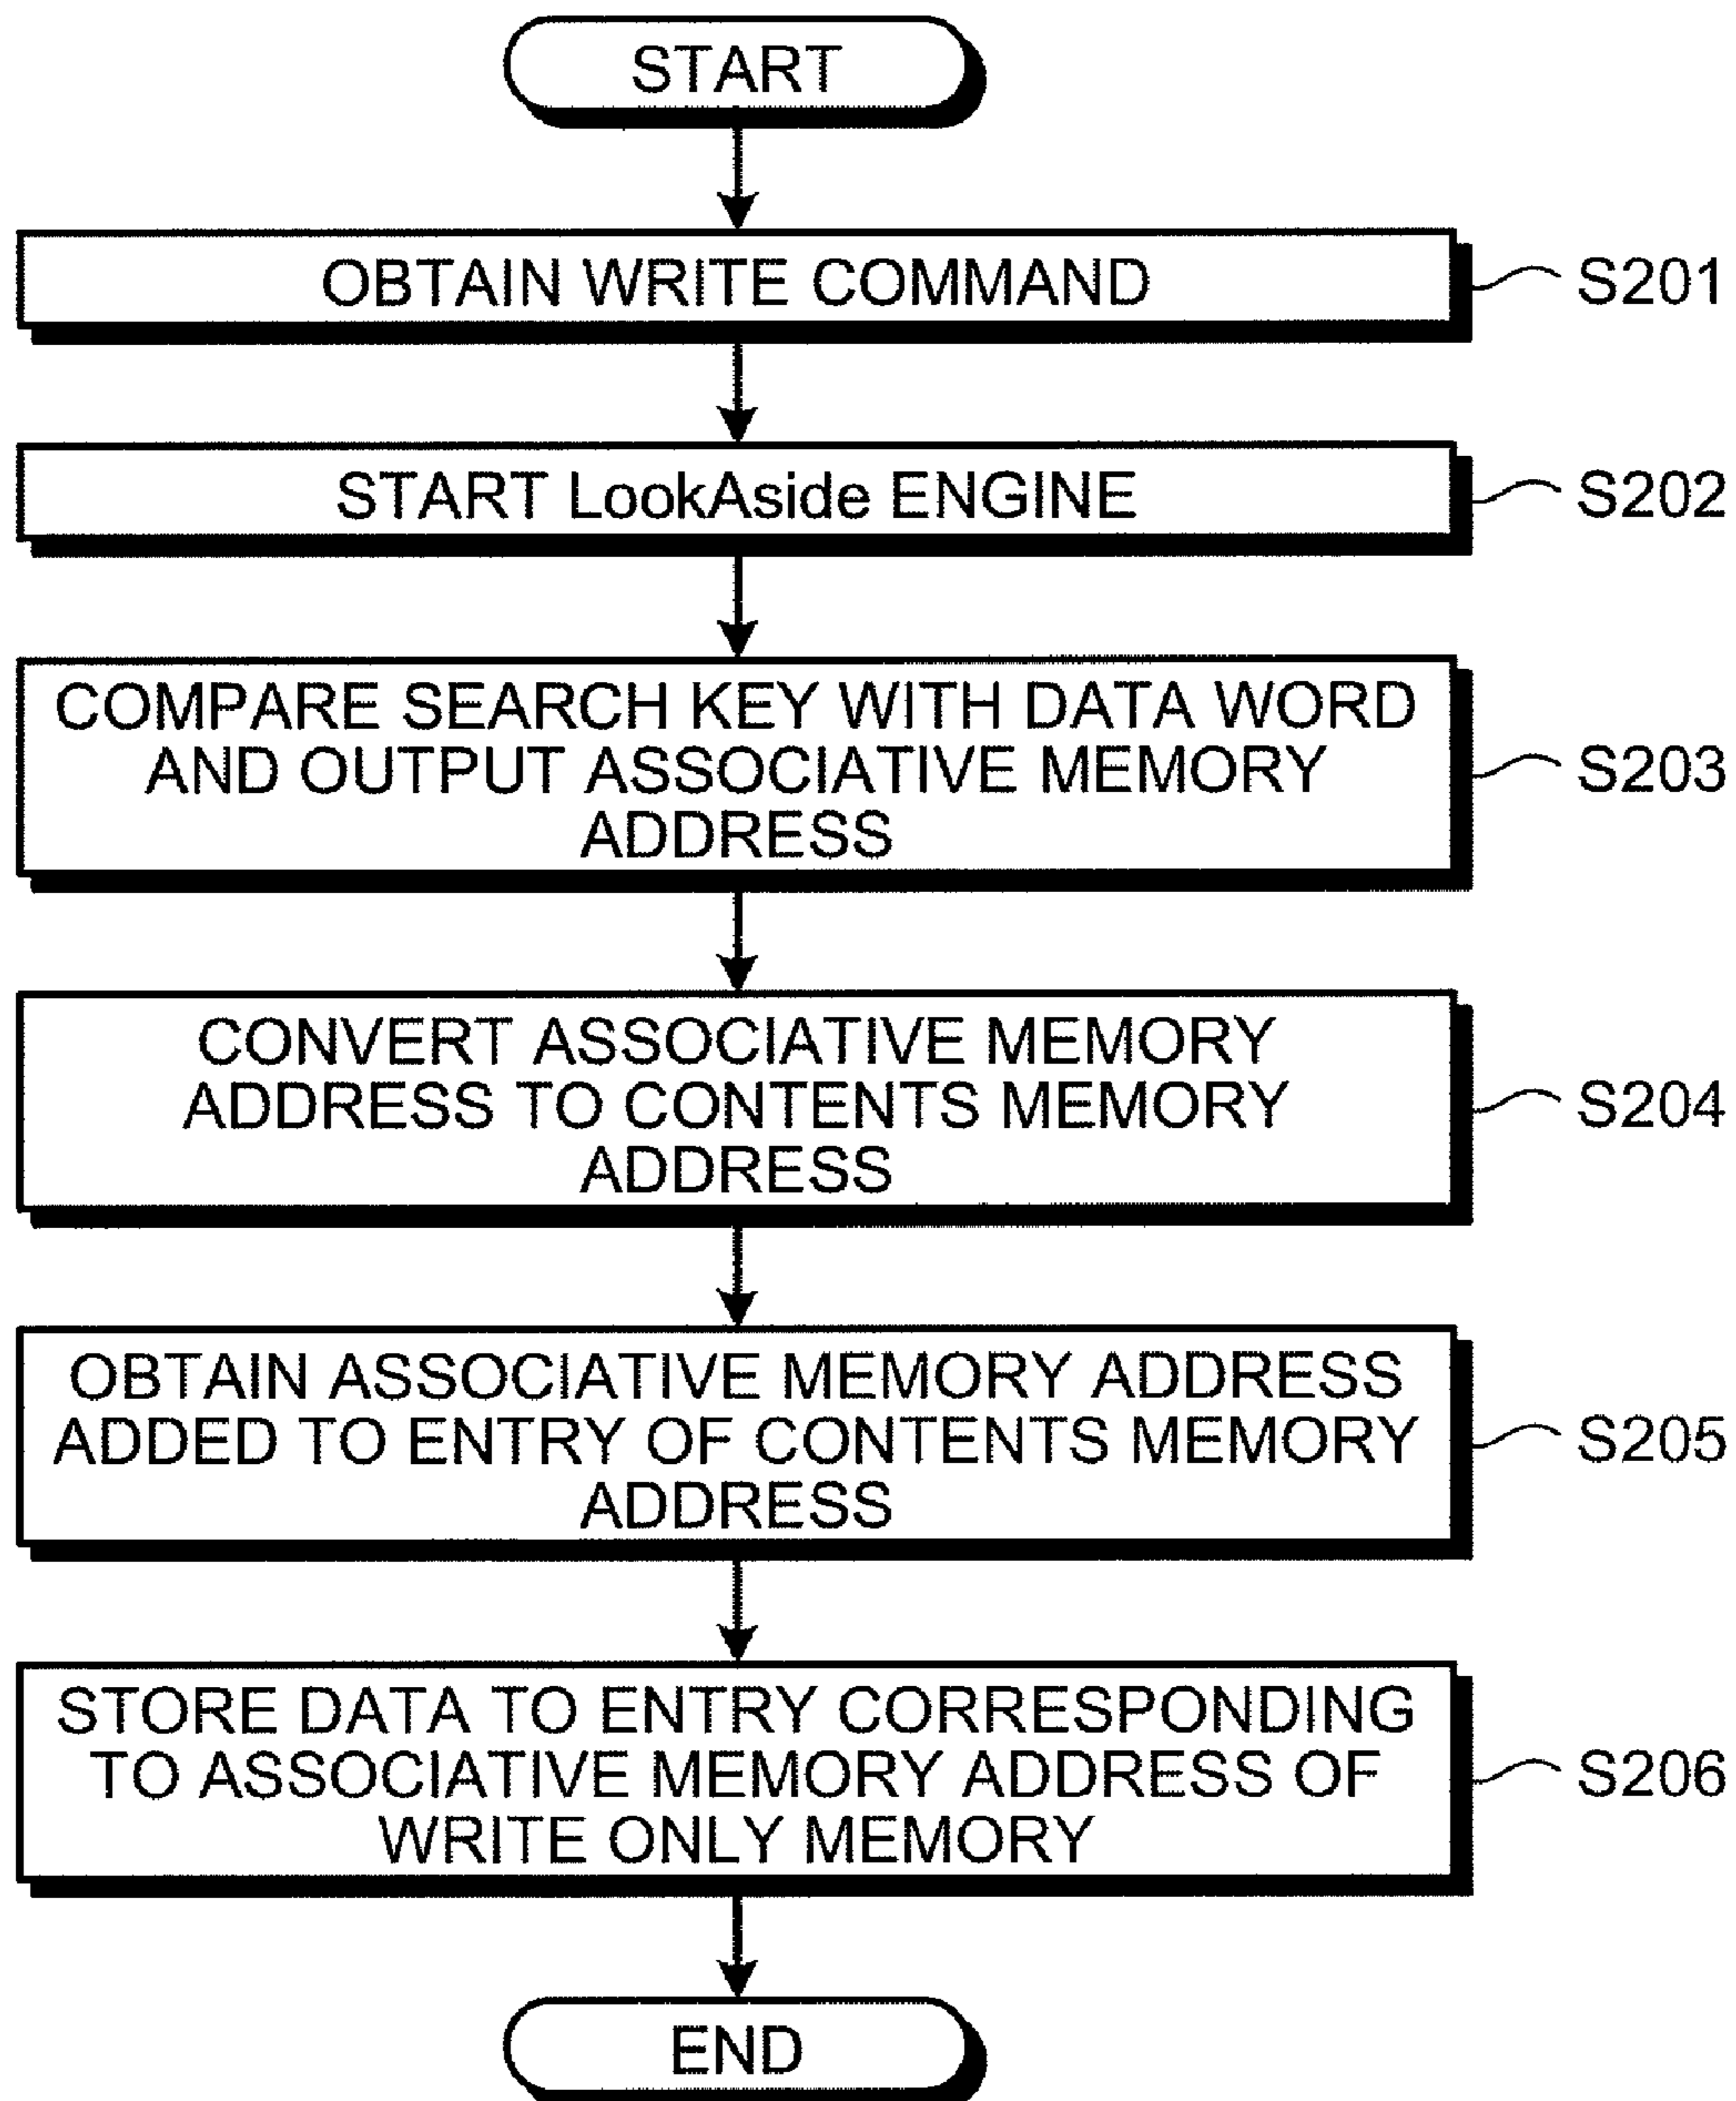 START
OBTAIN WRITE COMMAND
S201
START LookAside ENGINE
S202
COMPARE SEARCH KEY WITH DATA WORD
AND OUTPUT ASSOCIATIVE MEMORY
ADDRESS
S203
CONVERT ASSOCIATIVE MEMORY
ADDRESS TO CONTENTS MEMORY
ADDRESS
S204
OBTAIN ASSOCIATIVE MEMORY ADDRESS
ADDED TO ENTRY OF CONTENTS MEMORY
ADDRESS
S205
STORE DATA TO ENTRY CORRESPONDING
TO ASSOCIATIVE MEMORY ADDRESS OF
WRITE ONLY MEMORY
S206
END